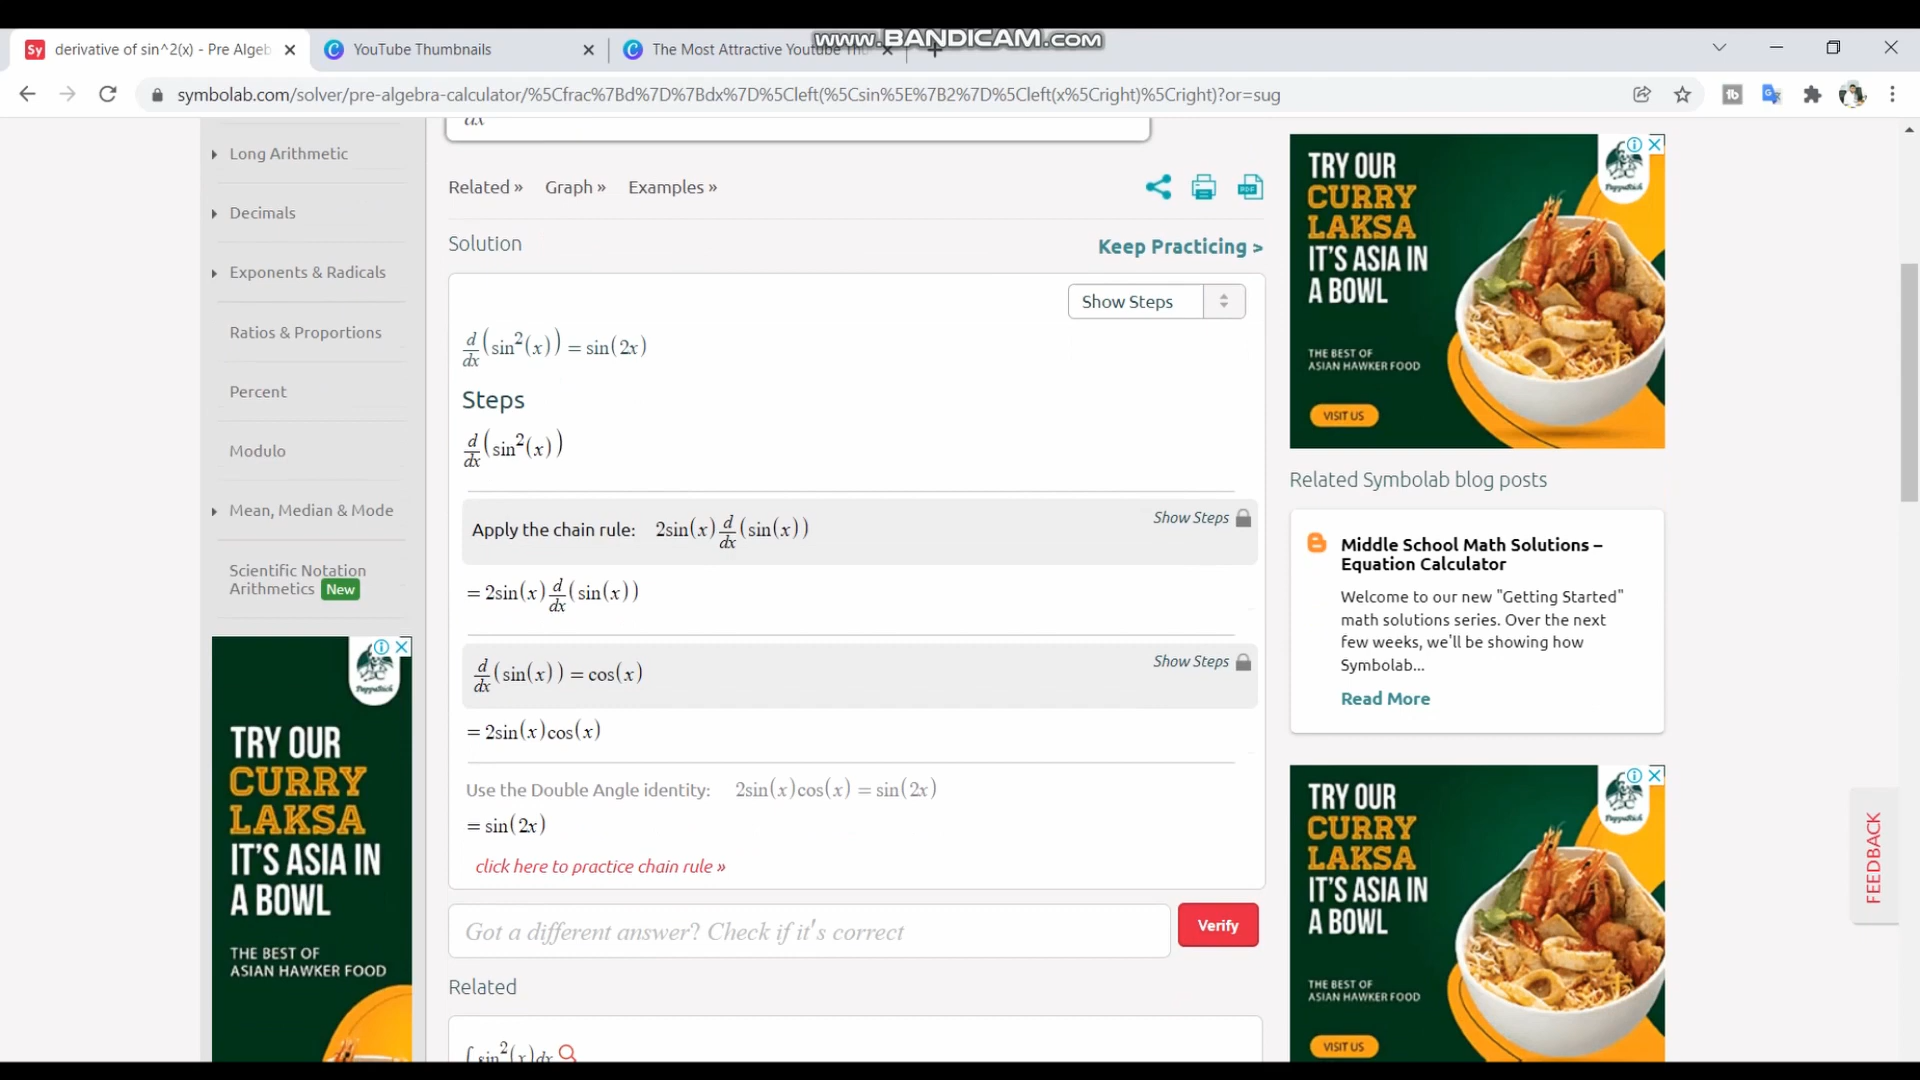 www.BANDICAM.com
derivative of sin^2(x) - Pre Algeb
YouTube Thumbnails
The Most Attractive Youtube Th
symbolab.com/solver/pre-algebra-calculator/%5Cfrac%7Bd%7D%7Bdx%7D%5Cleft(%5Csin%5E%7B2%7D%5Cleft(x%5Cright)%5Cright)?or=sug
dx
Long Arithmetic
Decimals
Exponents & Radicals
Ratios & Proportions
Percent
Modulo
Mean, Median & Mode
Scientific Notation
Arithmetics New
PappaRich
TRY OUR
CURRY
LAKSA
IT'S ASIA IN
A BOWL
THE BEST OF
ASIAN HAWKER FOOD
Related » Graph » Examples »
PDF
Solution
Keep Practicing >
Show Steps
d/dx(sin²(x)) = sin(2x)
Steps
d/dx(sin²(x))
Apply the chain rule: 2sin(x) d/dx(sin(x))
Show Steps
= 2sin(x) d/dx(sin(x))
d/dx(sin(x)) = cos(x)
Show Steps
= 2sin(x)cos(x)
Use the Double Angle identity: 2sin(x)cos(x) = sin(2x)
= sin(2x)
click here to practice chain rule »
Got a different answer? Check if it's correct
Verify
Related
∫sin²(x)dx
TRY OUR
CURRY
LAKSA
IT'S ASIA IN
A BOWL
THE BEST OF
ASIAN HAWKER FOOD
VISIT US
PappaRich
Related Symbolab blog posts
Middle School Math Solutions –
Equation Calculator
Welcome to our new "Getting Started"
math solutions series. Over the next
few weeks, we'll be showing how
Symbolab...
Read More
TRY OUR
CURRY
LAKSA
IT'S ASIA IN
A BOWL
THE BEST OF
ASIAN HAWKER FOOD
VISIT US
PappaRich
FEEDBACK